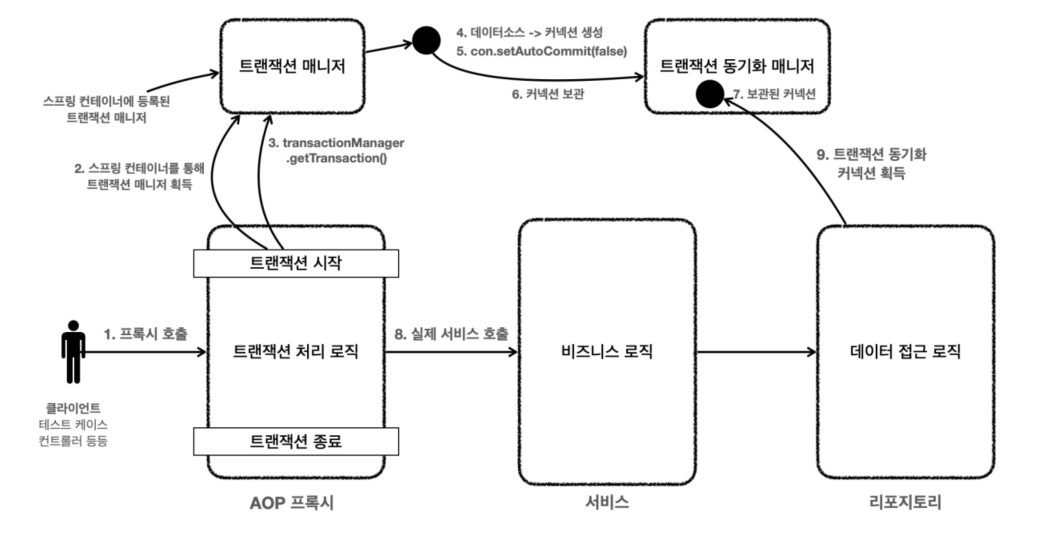 트랜잭션 매니저
4. 데이터소스 -> 커넥션 생성
5. con.setAutoCommit(false)
6. 커넥션 보관
트랜잭션 동기화 매니저
7. 보관된 커넥션
스프링 컨테이너에 등록된
트랜잭션 매니저
2. 스프링 컨테이너를 통해
트랜잭션 매니저 획득
3. transactionManager
.getTransaction()
9. 트랜잭션 동기화
커넥션 획득
트랜잭션 시작
1. 프록시 호출
트랜잭션 처리 로직
8. 실제 서비스 호출
비즈니스 로직
데이터 접근 로직
클라이언트
테스트 케이스
컨트롤러 등등
트랜잭션 종료
AOP 프록시
서비스
리포지토리